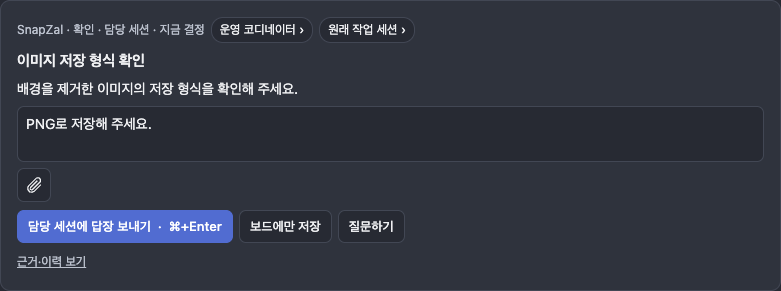 SnapZal · 확인 · 담당 세션 · 지금 결정 운영 코디네이터 › 원래 작업 세션 ›
이미지 저장 형식 확인
배경을 제거한 이미지의 저장 형식을 확인해 주세요.
PNG로 저장해 주세요.
담당 세션에 답장 보내기 · ⌘+Enter 보드에만 저장 질문하기
근거·이력 보기